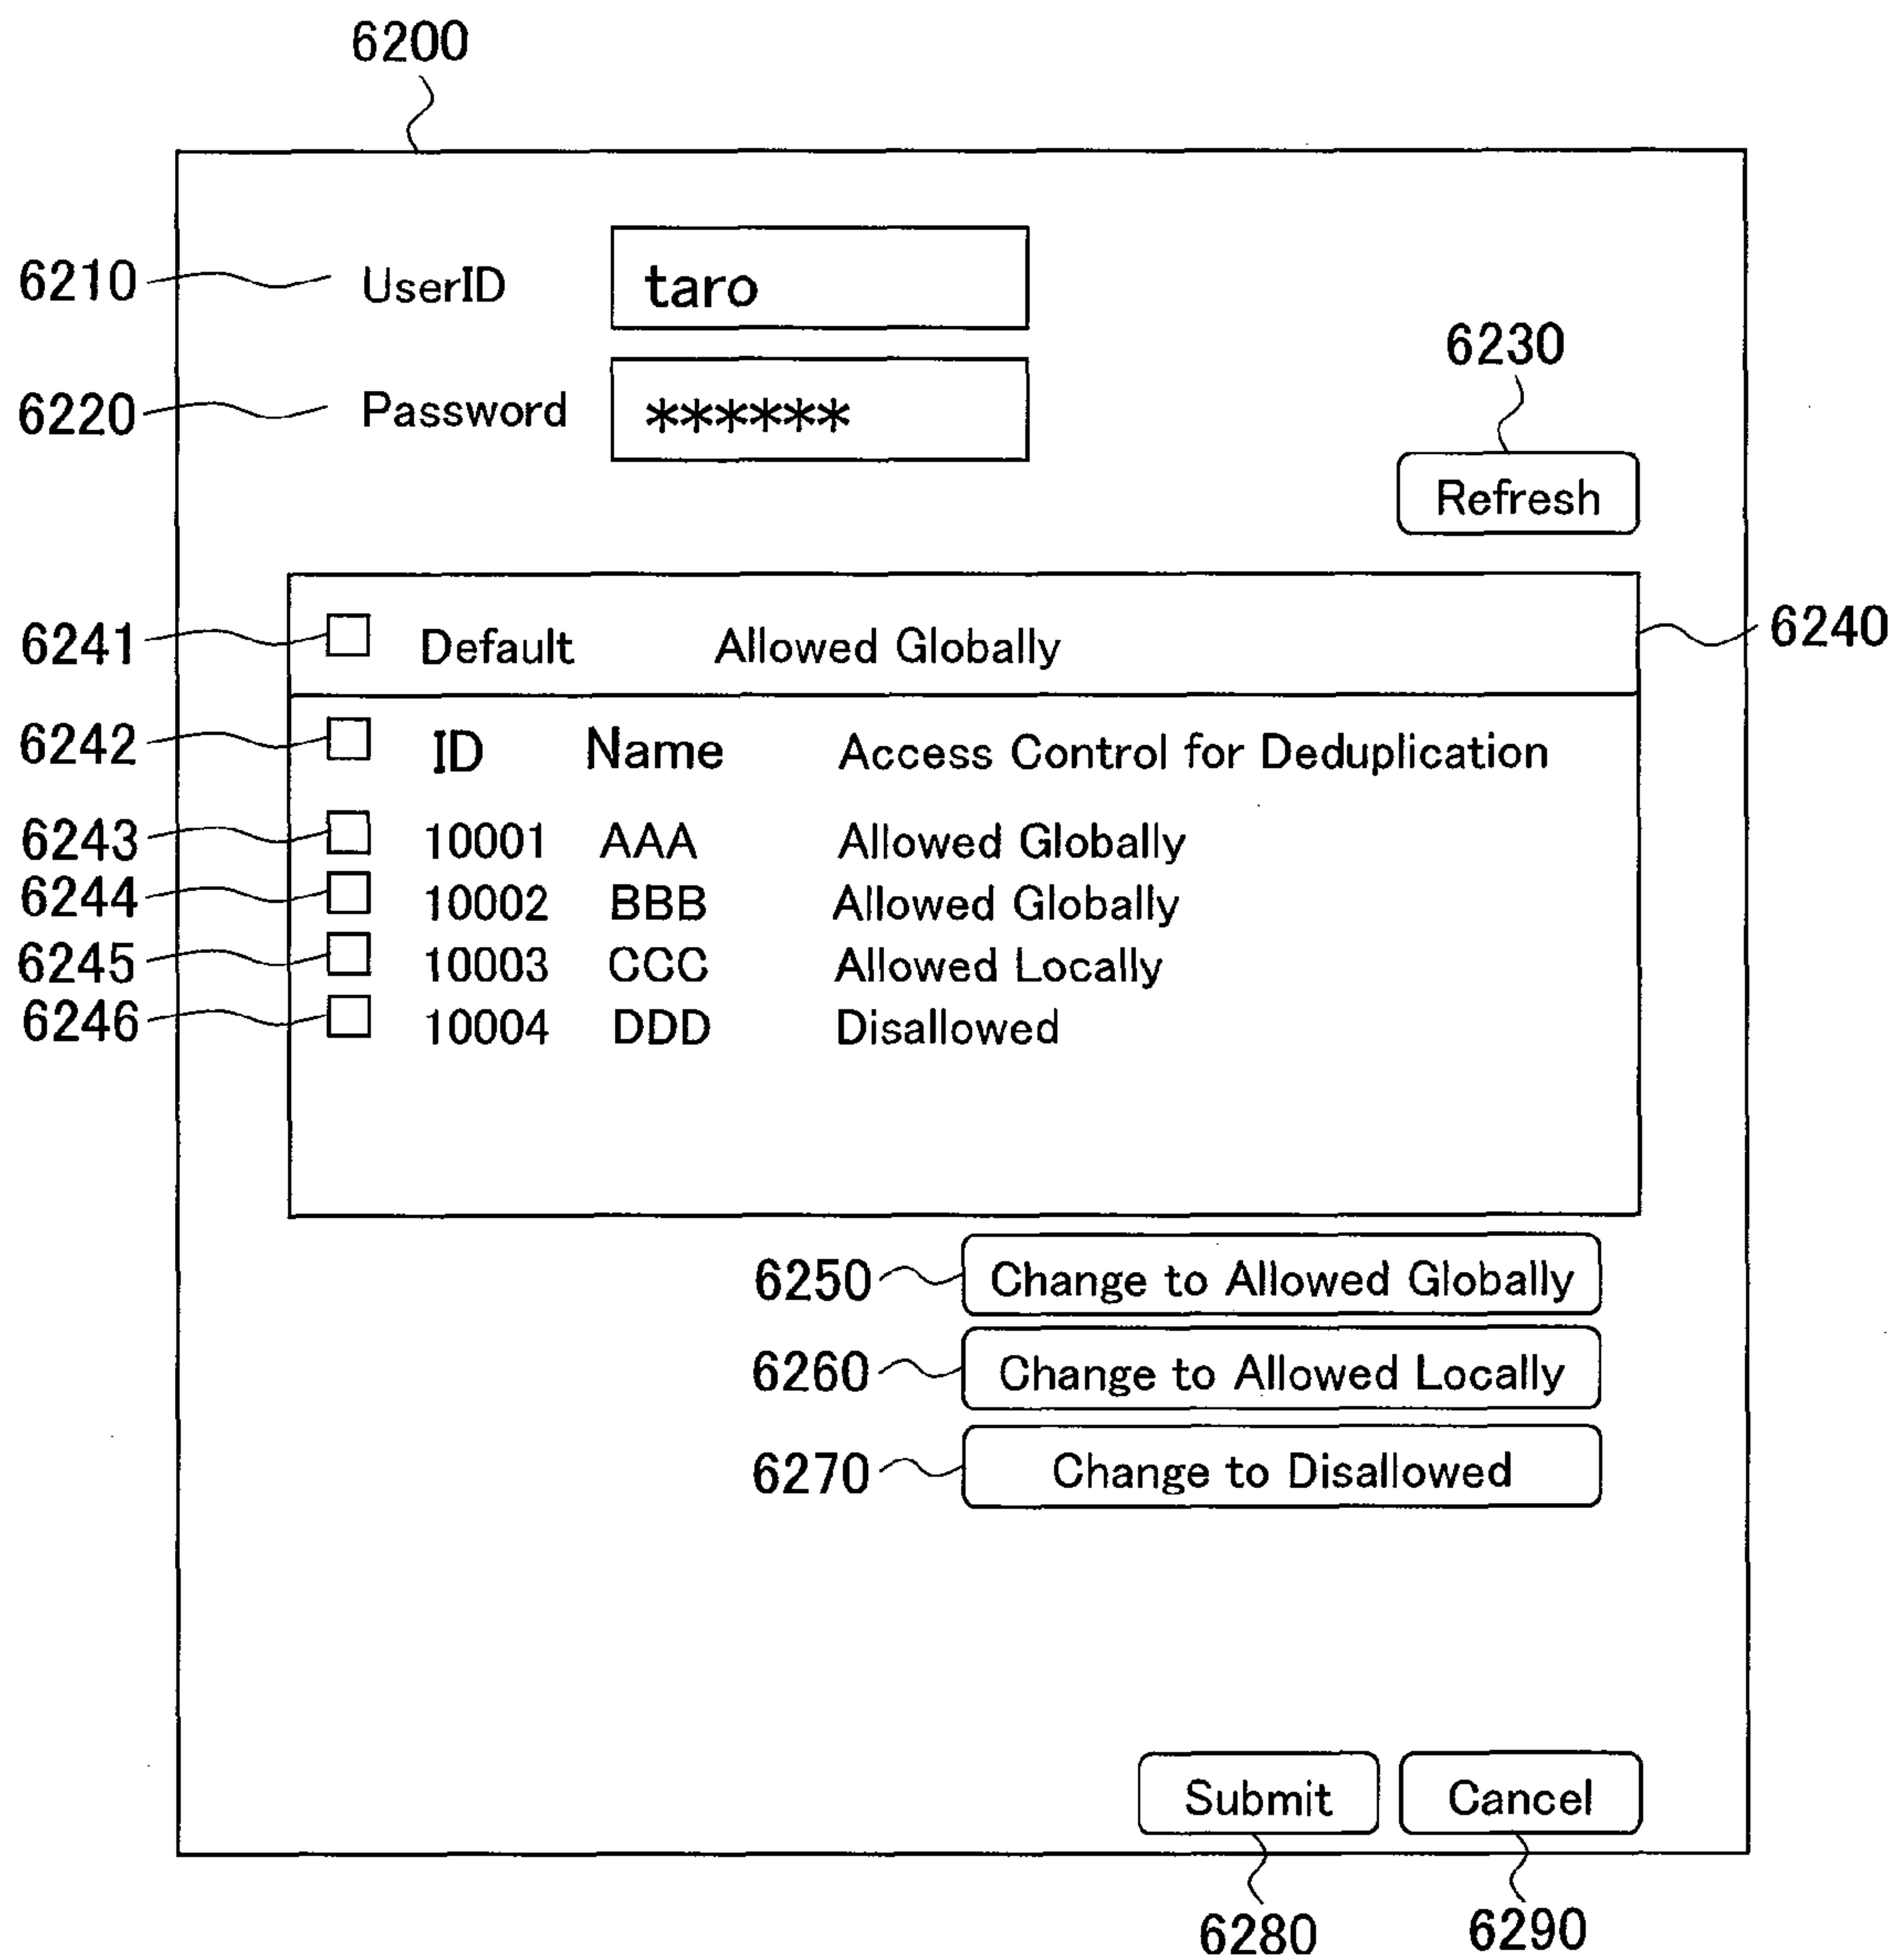 6200
6210 UserID taro
6230
6220 Password ******
Refresh
6241 Default Allowed Globally 6240
6242 ID Name Access Control for Deduplication
6243 10001 AAA Allowed Globally
6244 10002 BBB Allowed Globally
6245 10003 CCC Allowed Locally
6246 10004 DDD Disallowed
6250 Change to Allowed Globally
6260 Change to Allowed Locally
6270 Change to Disallowed
Submit Cancel
6280 6290